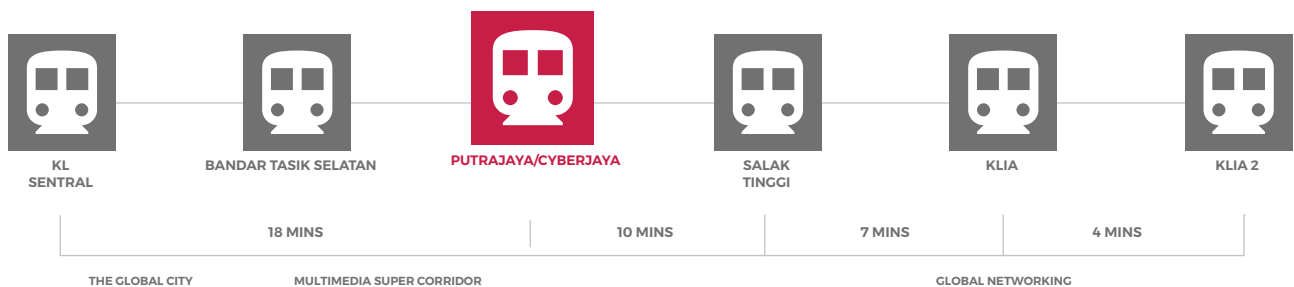 KL
SENTRAL
BANDAR TASIK SELATAN
PUTRAJAYA/CYBERJAYA
SALAK
TINGGI
KLIA
KLIA 2
18 MINS
10 MINS
7 MINS
4 MINS
THE GLOBAL CITY
MULTIMEDIA SUPER CORRIDOR
GLOBAL NETWORKING